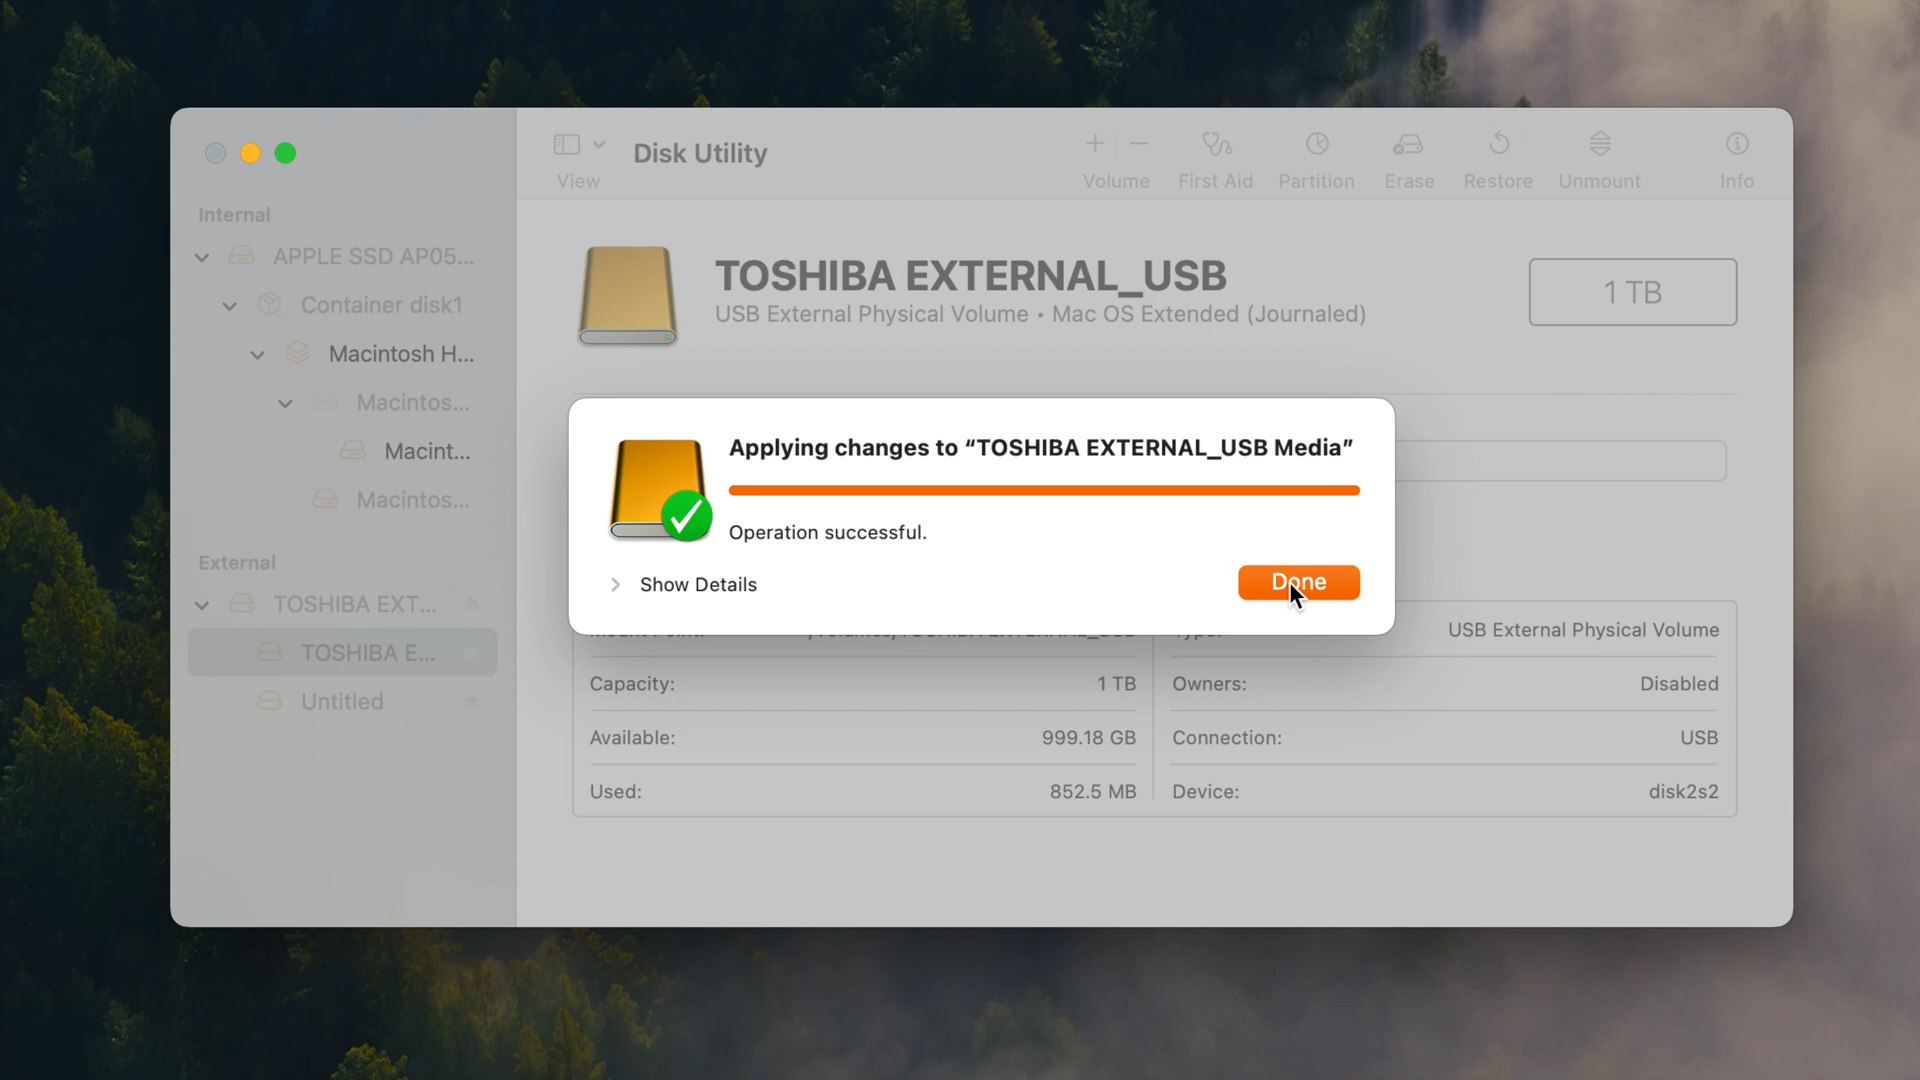 Disk Utility
View
Volume
First Aid
Partition
Erase
Restore
Unmount
Info
Internal
APPLE SSD AP05...
Container disk1
Macintosh H...
Macintos...
Macint...
Macintos...
External
TOSHIBA EXT...
TOSHIBA E...
Untitled
TOSHIBA EXTERNAL_USB
USB External Physical Volume • Mac OS Extended (Journaled)
1 TB
Applying changes to “TOSHIBA EXTERNAL_USB Media”
Operation successful.
Show Details
Done
USB External Physical Volume
Capacity: 1 TB
Owners: Disabled
Available: 999.18 GB
Connection: USB
Used: 852.5 MB
Device: disk2s2